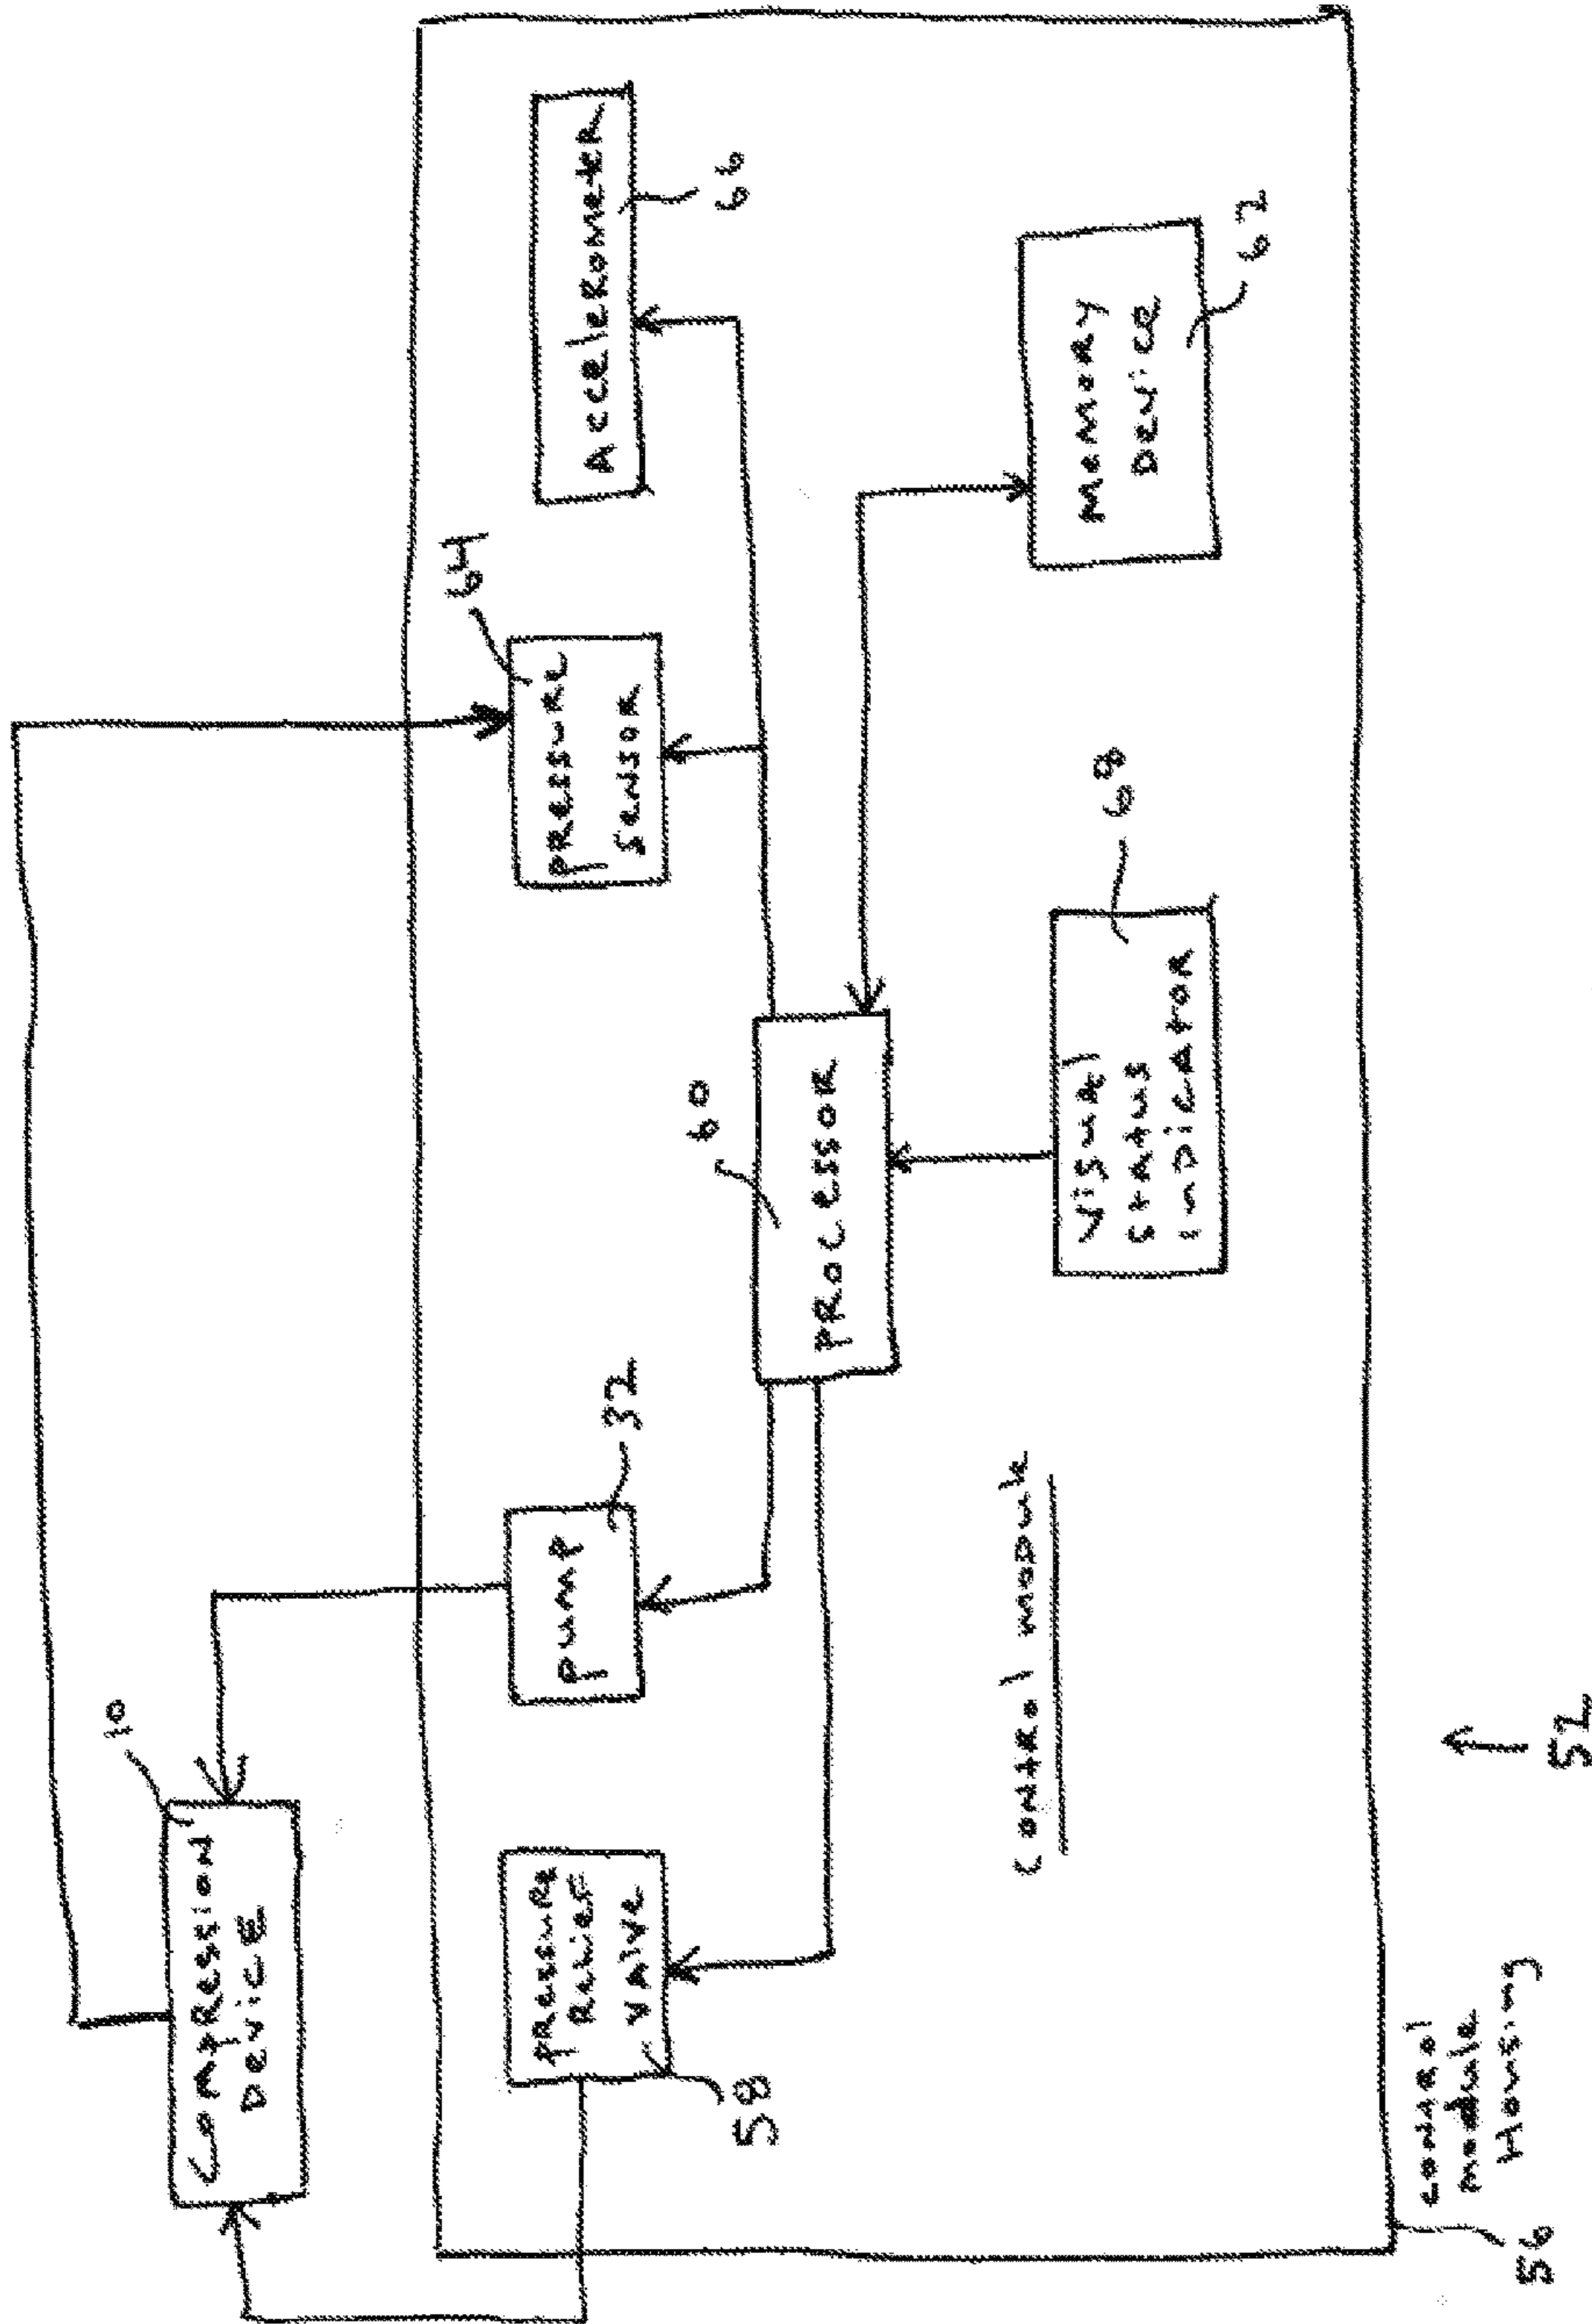 10
Compression
Device
Pressure
Relief
Valve
58
pump
32
64
pressure
sensor
Accelerometer
66
60
processor
control module
Visual
status
indicator
68
Memory
Device
62
control
module
Housing
56
52